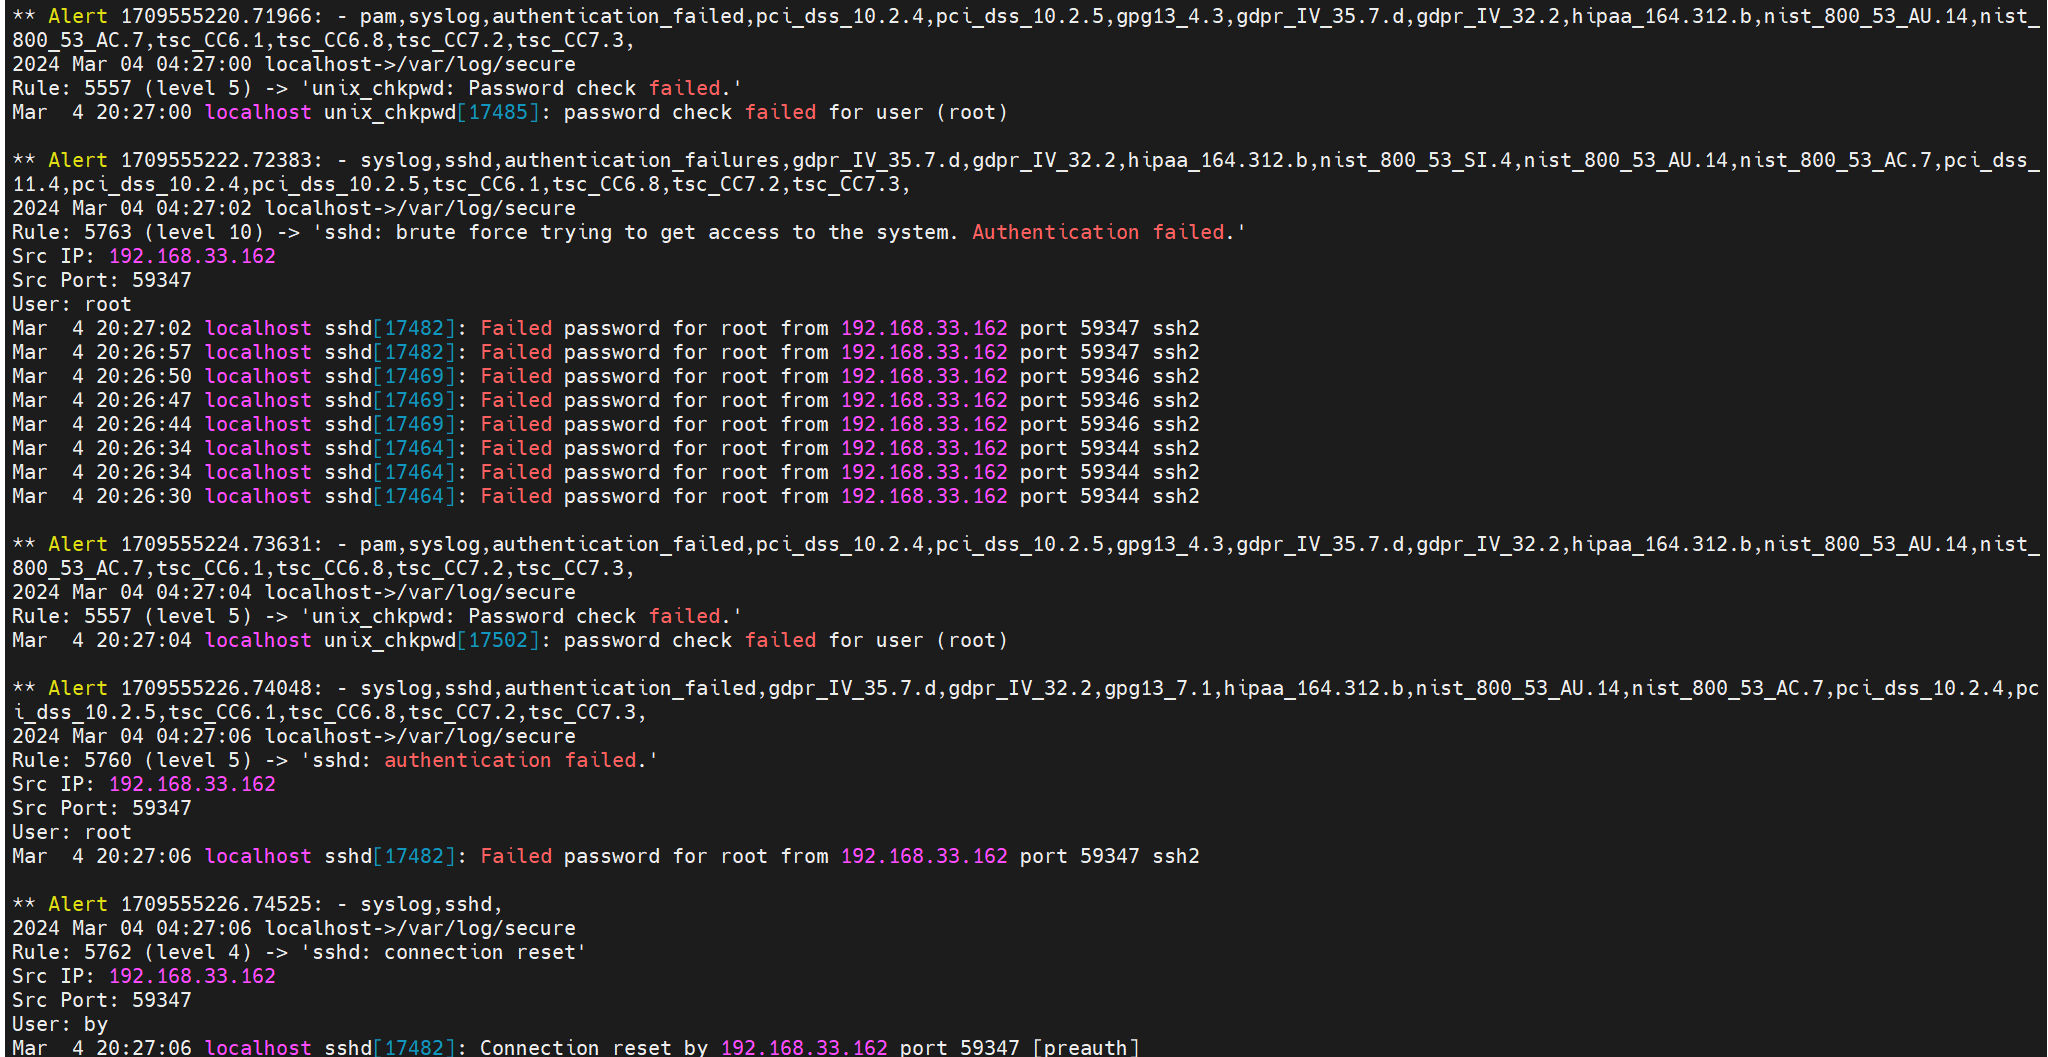 ** Alert 1709555220.71966: - pam,syslog,authentication_failed,pci_dss_10.2.4,pci_dss_10.2.5,gpg13_4.3,gdpr_IV_35.7.d,gdpr_IV_32.2,hipaa_164.312.b,nist_800_53_AU.14,nist_
800_53_AC.7,tsc_CC6.1,tsc_CC6.8,tsc_CC7.2,tsc_CC7.3,
2024 Mar 04 04:27:00 localhost->/var/log/secure
Rule: 5557 (level 5) -> 'unix_chkpwd: Password check failed.'
Mar  4 20:27:00 localhost unix_chkpwd[17485]: password check failed for user (root)

** Alert 1709555222.72383: - syslog,sshd,authentication_failures,gdpr_IV_35.7.d,gdpr_IV_32.2,hipaa_164.312.b,nist_800_53_SI.4,nist_800_53_AU.14,nist_800_53_AC.7,pci_dss_
11.4,pci_dss_10.2.4,pci_dss_10.2.5,tsc_CC6.1,tsc_CC6.8,tsc_CC7.2,tsc_CC7.3,
2024 Mar 04 04:27:02 localhost->/var/log/secure
Rule: 5763 (level 10) -> 'sshd: brute force trying to get access to the system. Authentication failed.'
Src IP: 192.168.33.162
Src Port: 59347
User: root
Mar  4 20:27:02 localhost sshd[17482]: Failed password for root from 192.168.33.162 port 59347 ssh2
Mar  4 20:26:57 localhost sshd[17482]: Failed password for root from 192.168.33.162 port 59347 ssh2
Mar  4 20:26:50 localhost sshd[17469]: Failed password for root from 192.168.33.162 port 59346 ssh2
Mar  4 20:26:47 localhost sshd[17469]: Failed password for root from 192.168.33.162 port 59346 ssh2
Mar  4 20:26:44 localhost sshd[17469]: Failed password for root from 192.168.33.162 port 59346 ssh2
Mar  4 20:26:34 localhost sshd[17464]: Failed password for root from 192.168.33.162 port 59344 ssh2
Mar  4 20:26:34 localhost sshd[17464]: Failed password for root from 192.168.33.162 port 59344 ssh2
Mar  4 20:26:30 localhost sshd[17464]: Failed password for root from 192.168.33.162 port 59344 ssh2

** Alert 1709555224.73631: - pam,syslog,authentication_failed,pci_dss_10.2.4,pci_dss_10.2.5,gpg13_4.3,gdpr_IV_35.7.d,gdpr_IV_32.2,hipaa_164.312.b,nist_800_53_AU.14,nist_
800_53_AC.7,tsc_CC6.1,tsc_CC6.8,tsc_CC7.2,tsc_CC7.3,
2024 Mar 04 04:27:04 localhost->/var/log/secure
Rule: 5557 (level 5) -> 'unix_chkpwd: Password check failed.'
Mar  4 20:27:04 localhost unix_chkpwd[17502]: password check failed for user (root)

** Alert 1709555226.74048: - syslog,sshd,authentication_failed,gdpr_IV_35.7.d,gdpr_IV_32.2,gpg13_7.1,hipaa_164.312.b,nist_800_53_AU.14,nist_800_53_AC.7,pci_dss_10.2.4,pc
i_dss_10.2.5,tsc_CC6.1,tsc_CC6.8,tsc_CC7.2,tsc_CC7.3,
2024 Mar 04 04:27:06 localhost->/var/log/secure
Rule: 5760 (level 5) -> 'sshd: authentication failed.'
Src IP: 192.168.33.162
Src Port: 59347
User: root
Mar  4 20:27:06 localhost sshd[17482]: Failed password for root from 192.168.33.162 port 59347 ssh2

** Alert 1709555226.74525: - syslog,sshd,
2024 Mar 04 04:27:06 localhost->/var/log/secure
Rule: 5762 (level 4) -> 'sshd: connection reset'
Src IP: 192.168.33.162
Src Port: 59347
User: by
Mar  4 20:27:06 localhost sshd[17482]: Connection reset by 192.168.33.162 port 59347 [preauth]